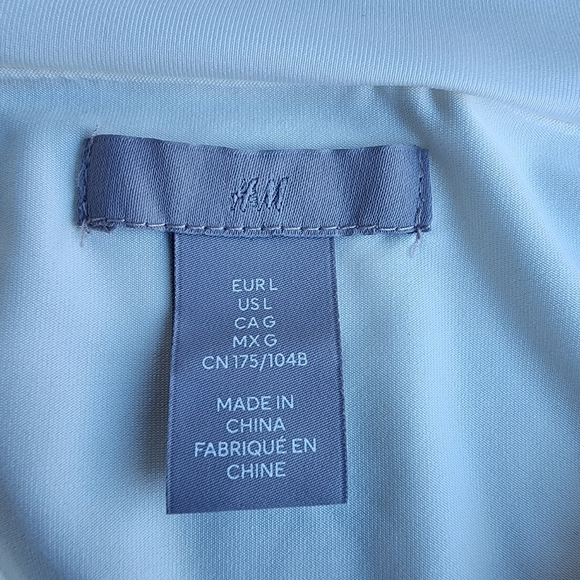 H&M
EUR L
US L
CA G
MX G
CN 175/104B
MADE IN
CHINA
FABRIQUÉ EN
CHINE